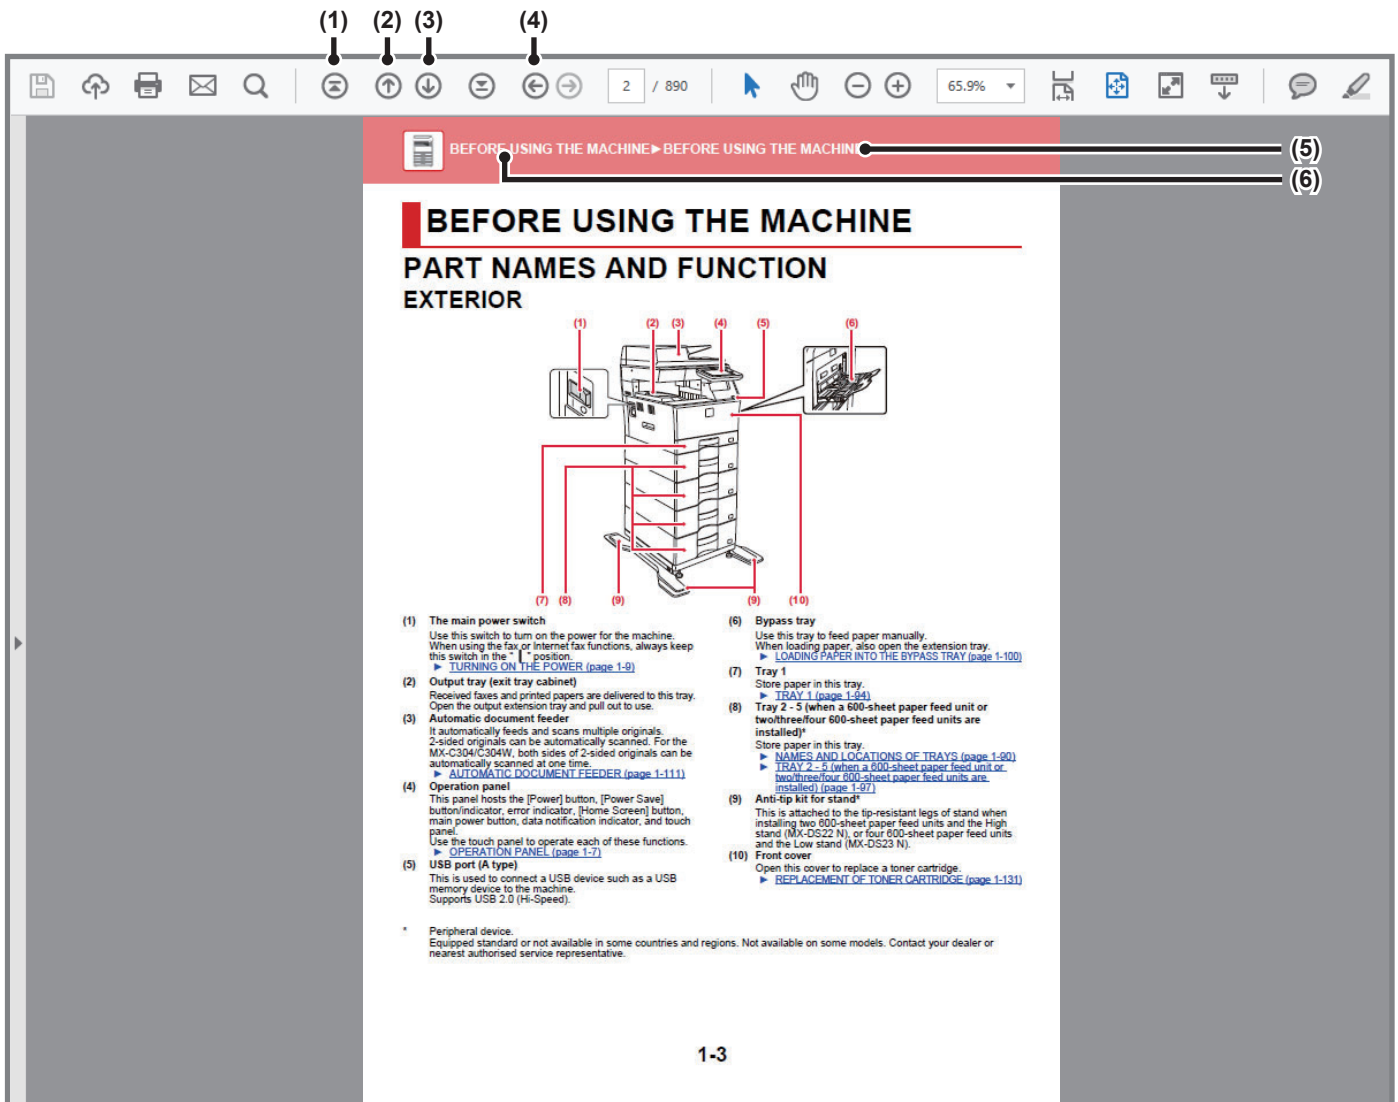 (1) (2) (3) (4)
2 / 890 65.9%
BEFORE USING THE MACHINE►BEFORE USING THE MACHINE
(5)
(6)
BEFORE USING THE MACHINE
PART NAMES AND FUNCTION
EXTERIOR
(1) (2) (3) (4) (5) (6)
(7) (8) (9) (9) (10)
(1) The main power switch
Use this switch to turn on the power for the machine.
When using the fax or Internet fax functions, always keep
this switch in the " | " position.
► TURNING ON THE POWER (page 1-9)
(2) Output tray (exit tray cabinet)
Received faxes and printed papers are delivered to this tray.
Open the output extension tray and pull out to use.
(3) Automatic document feeder
It automatically feeds and scans multiple originals.
2-sided originals can be automatically scanned. For the
MX-C304/C304W, both sides of 2-sided originals can be
automatically scanned at one time.
► AUTOMATIC DOCUMENT FEEDER (page 1-111)
(4) Operation panel
This panel hosts the [Power] button, [Power Save]
button/indicator, error indicator, [Home Screen] button,
main power button, data notification indicator, and touch
panel.
Use the touch panel to operate each of these functions.
► OPERATION PANEL (page 1-7)
(5) USB port (A type)
This is used to connect a USB device such as a USB
memory device to the machine.
Supports USB 2.0 (Hi-Speed).
(6) Bypass tray
Use this tray to feed paper manually.
When loading paper, also open the extension tray.
► LOADING PAPER INTO THE BYPASS TRAY (page 1-100)
(7) Tray 1
Store paper in this tray.
► TRAY 1 (page 1-94)
(8) Tray 2 - 5 (when a 600-sheet paper feed unit or
two/three/four 600-sheet paper feed units are
installed)*
Store paper in this tray.
► NAMES AND LOCATIONS OF TRAYS (page 1-90)
► TRAY 2 - 5 (when a 600-sheet paper feed unit or
two/three/four 600-sheet paper feed units are
installed) (page 1-97)
(9) Anti-tip kit for stand*
This is attached to the tip-resistant legs of stand when
installing two 600-sheet paper feed units and the High
stand (MX-DS22 N), or four 600-sheet paper feed units
and the Low stand (MX-DS23 N).
(10) Front cover
Open this cover to replace a toner cartridge.
► REPLACEMENT OF TONER CARTRIDGE (page 1-131)
* Peripheral device.
Equipped standard or not available in some countries and regions. Not available on some models. Contact your dealer or
nearest authorised service representative.
1-3